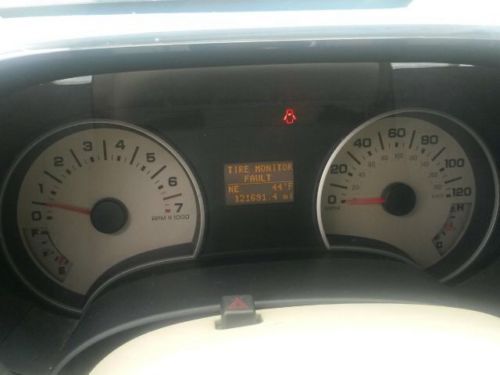 0 1 2 3 4 5 6 7
RPM X 1000
F
E
TIRE MONITOR
FAULT
NE 44°F
121691.4 mi
0 20 40 60 80 100 120
H
C